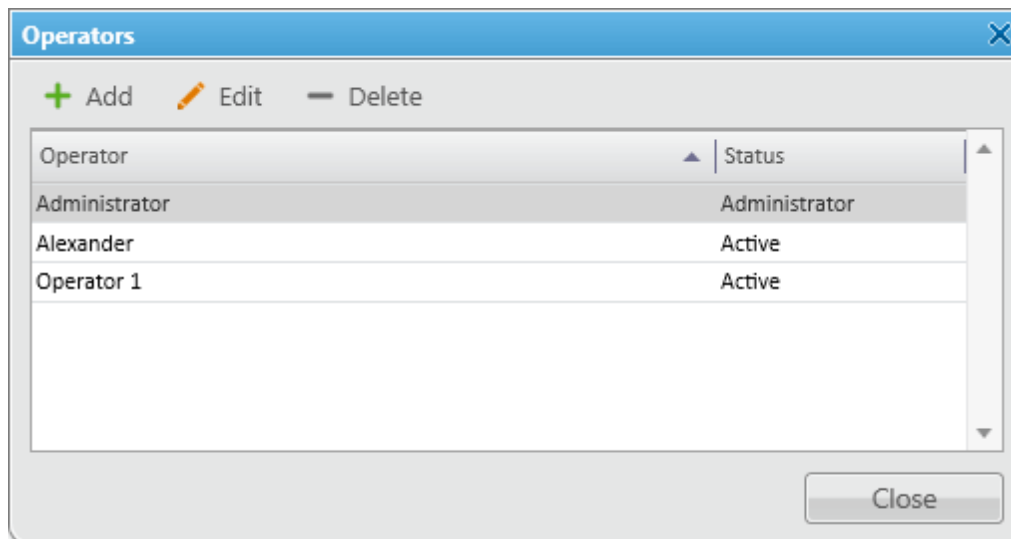 Operators
Add Edit Delete
Operator Status
Administrator Administrator
Alexander Active
Operator 1 Active
Close